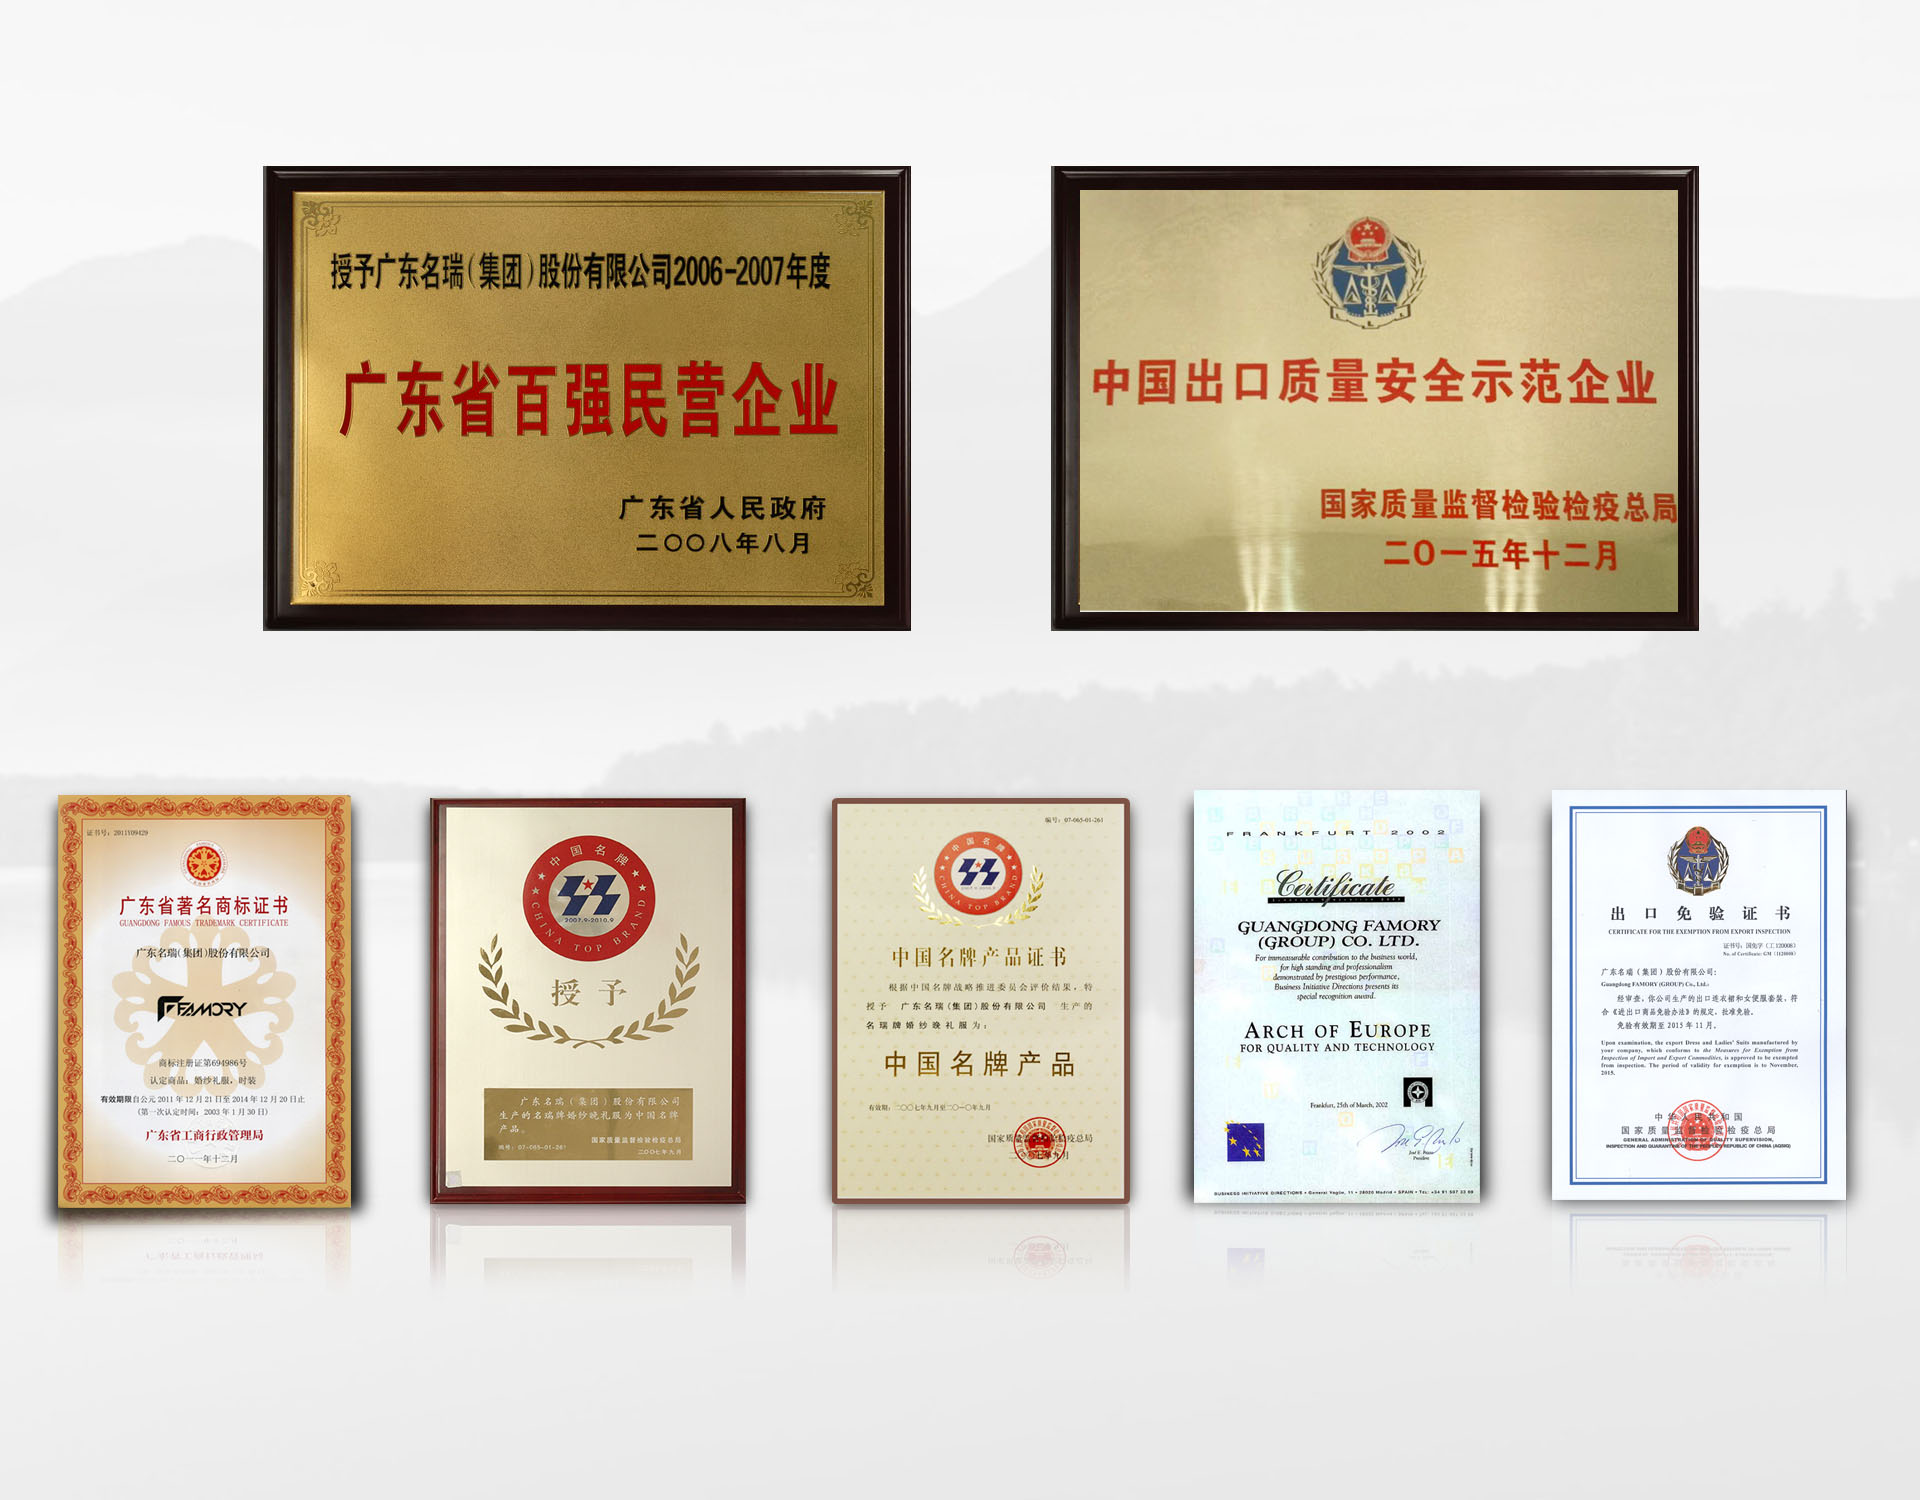 授予广东名瑞（集团）股份有限公司2006-2007年度
广东省百强民营企业
广东省人民政府
二〇〇八年八月
中国出口质量安全示范企业
国家质量监督检验检疫总局
二〇一五年十二月
证书号：2011Y09429
广东省著名商标证书
GUANGDONG FAMOUS TRADEMARK CERTIFICATE
广东名瑞(集团)股份有限公司
FAMORY
商标注册证第694986号
认定商品：婚纱礼服，时装
有效期限自公元2011年12月21日至2014年12月20日止
(第一次认定时间：2003年1月30日)
广东省工商行政管理局
二〇一一年十二月
中国名牌
2007.9-2010.9
CHINA TOP BRAND
授予
广东名瑞（集团）股份有限公司
生产的名瑞牌婚纱晚礼服为中国名牌
产品。
国家质量监督检验检疫总局
编号：07-065-01-261
二〇〇七年九月
编号：07-065-01-261
中国名牌
CHINA TOP BRAND
中国名牌产品证书
根据中国名牌战略推进委员会评价结果，特
授予 广东名瑞(集团)股份有限公司 生产的
名瑞牌婚纱晚礼服为：
中国名牌产品
有效期：二〇〇七年九月至二〇一〇年九月
国家质量监督检验检疫总局
二〇〇七年九月
FRANKFURT 2002
Certificate
GUANGDONG FAMORY
(GROUP) CO. LTD.
For immeasurable contribution to the business world,
for high standing and professionalism
demonstrated by prestigious performance,
Business Initiative Directions presents its
special recognition award.
ARCH OF EUROPE
FOR QUALITY AND TECHNOLOGY
Frankfurt, 25th of March, 2002
President
BUSINESS INITIATIVE DIRECTIONS • General Yagüe, 11 • 28020 Madrid • SPAIN • Tel: +34 91 597 33 69
出口免验证书
CERTIFICATE FOR THE EXEMPTION FROM EXPORT INSPECTION
证书号：国免字（工120008）
No. of Certificate: GM (1120008)
广东名瑞（集团）股份有限公司：
Guangdong FAMORY (GROUP) Co., Ltd.:
经审查，你公司生产的出口连衣裙和女便服套装，符
合《进出口商品免验办法》的规定，批准免验。
免验有效期至2015年11月。
Upon examination, the export Dress and Ladies' Suits manufactured by
your company, which conforms to the Measures for Exemption from
Inspection of Import and Export Commodities, is approved to be exempted
from inspection. The period of validity for exemption is to November,
2015.
中华人民共和国
国家质量监督检验检疫总局
GENERAL ADMINISTRATION OF QUALITY SUPERVISION,
INSPECTION AND QUARANTINE OF THE PEOPLE'S REPUBLIC OF CHINA (AQSIQ)